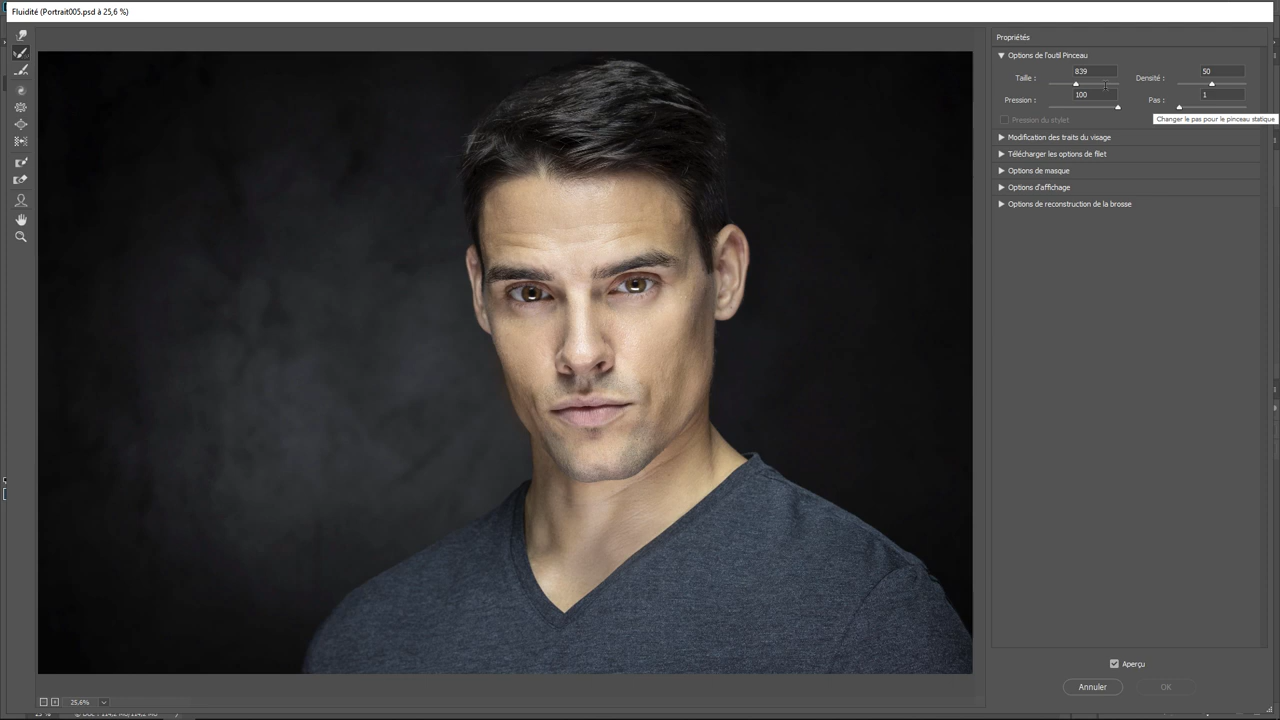 Fluidité (Portrait005.psd à 25,6 %)
Propriétés
Options de l'outil Pinceau
Taille : 839
Densité : 50
Pression : 100
Pas : 1
Pression du stylet
Changer le pas pour le pinceau statique
Modification des traits du visage
Télécharger les options de filet
Options de masque
Options d'affichage
Options de reconstruction de la brosse
Aperçu
Annuler
OK
25,6%